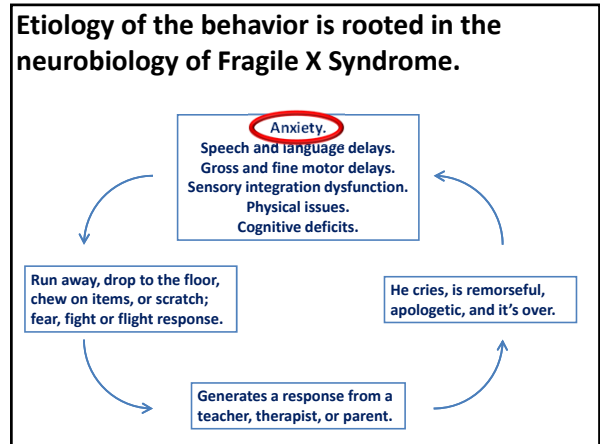 Etiology of the behavior is rooted in the
neurobiology of Fragile X Syndrome.
Anxiety.
Speech and language delays.
Gross and fine motor delays.
Sensory integration dysfunction.
Physical issues.
Cognitive deficits.
Run away, drop to the floor,
chew on items, or scratch;
fear, fight or flight response.
He cries, is remorseful,
apologetic, and it's over.
Generates a response from a
teacher, therapist, or parent.